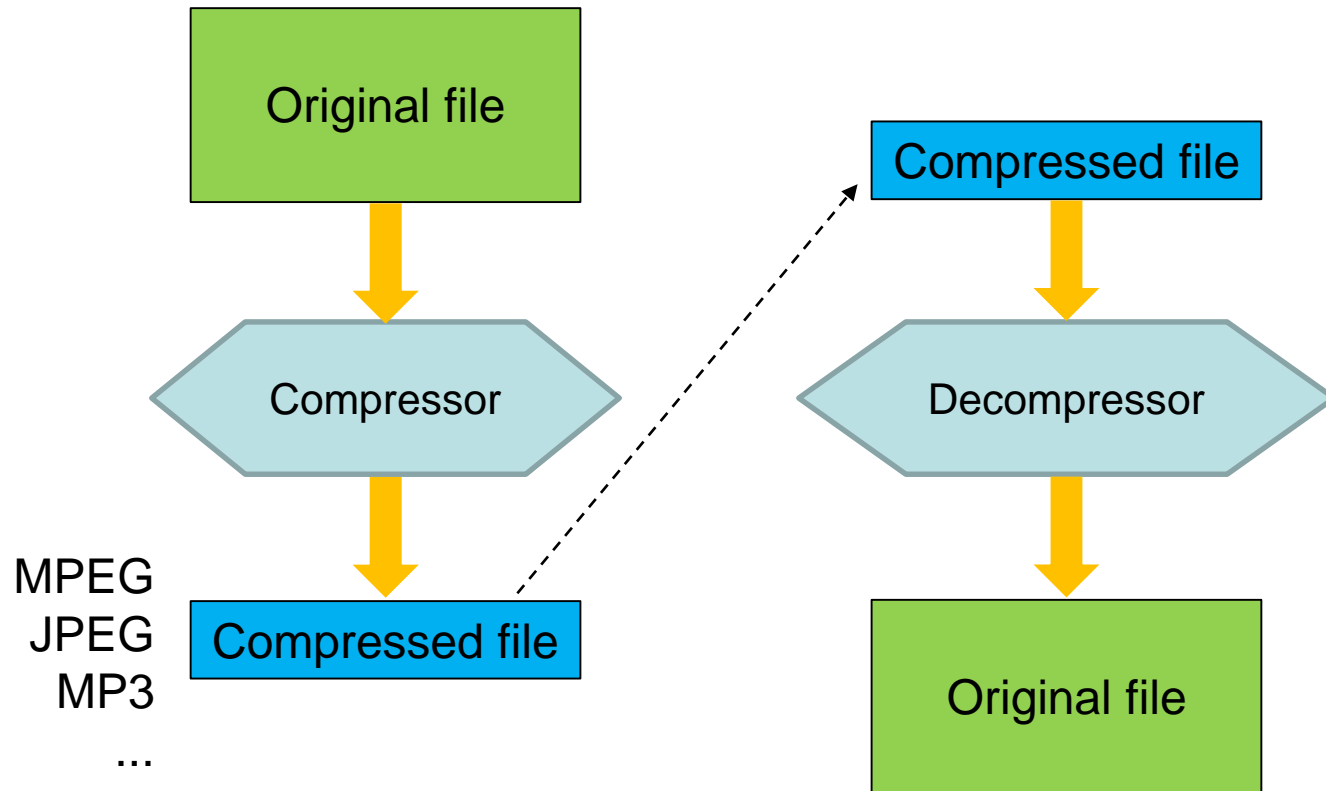 Original file
Compressor
MPEG
JPEG
MP3
...
Compressed file
Compressed file
Decompressor
Original file